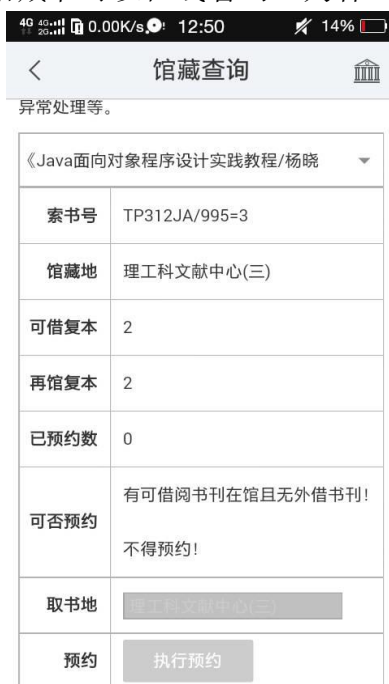 4G 4G 2G 0.00K/s 12:50 14%
馆藏查询
异常处理等。
《Java面向对象程序设计实践教程/杨晓
索书号 TP312JA/995=3
馆藏地 理工科文献中心(三)
可借复本 2
再馆复本 2
已预约数 0
可否预约 有可借阅书刊在馆且无外借书刊!
不得预约!
取书地 理工科文献中心(三)
预约 执行预约